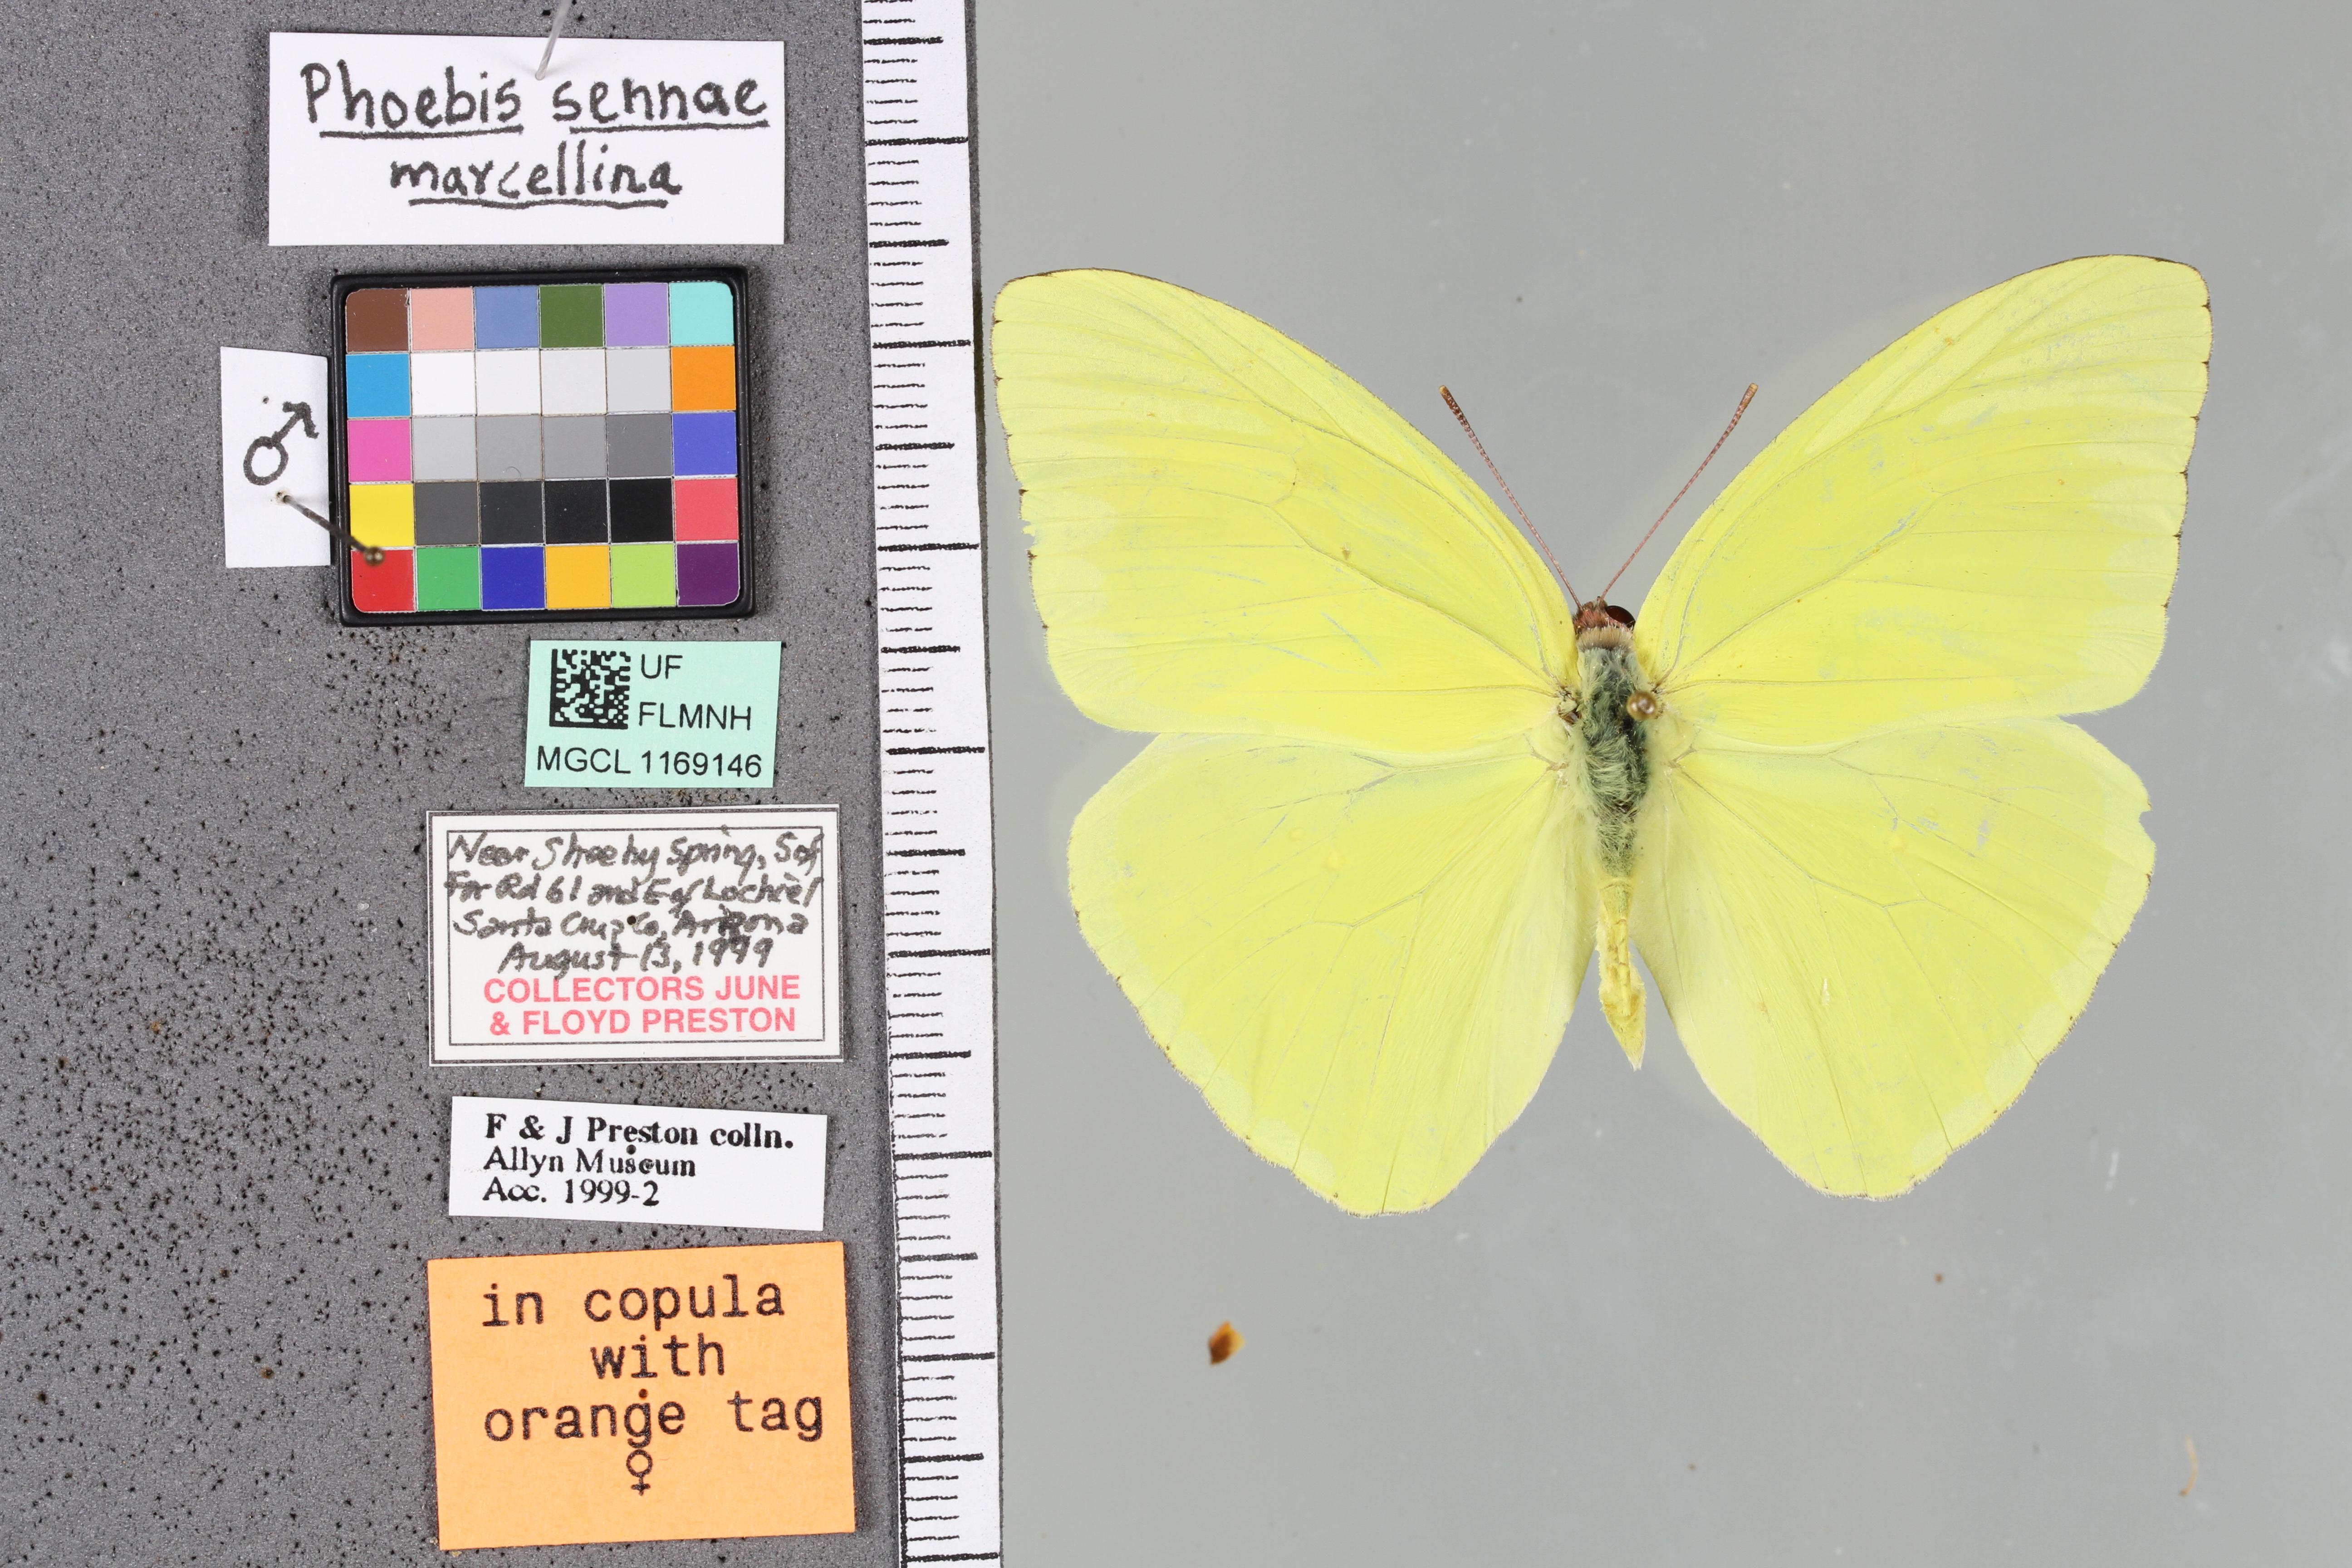 Phoebis sennae
marcellina
♂
UF
FLMNH
MGCL 1169146
Near Sheehy Spring, S of
For Rd 61 and E of Lochiel
Santa Cruz Co, Arizona
August 13, 1999
COLLECTORS JUNE
& FLOYD PRESTON
F & J Preston colln.
Allyn Museum
Acc. 1999-2
in copula
with
orange tag
♀